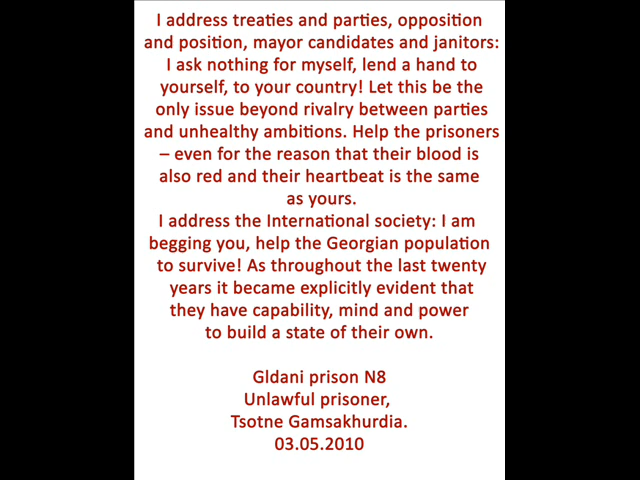 I address treaties and parties, opposition
and position, mayor candidates and janitors:
I ask nothing for myself, lend a hand to
yourself, to your country! Let this be the
only issue beyond rivalry between parties
and unhealthy ambitions. Help the prisoners
– even for the reason that their blood is
also red and their heartbeat is the same
as yours.
I address the International society: I am
begging you, help the Georgian population
to survive! As throughout the last twenty
years it became explicitly evident that
they have capability, mind and power
to build a state of their own.
Gldani prison N8
Unlawful prisoner,
Tsotne Gamsakhurdia.
03.05.2010